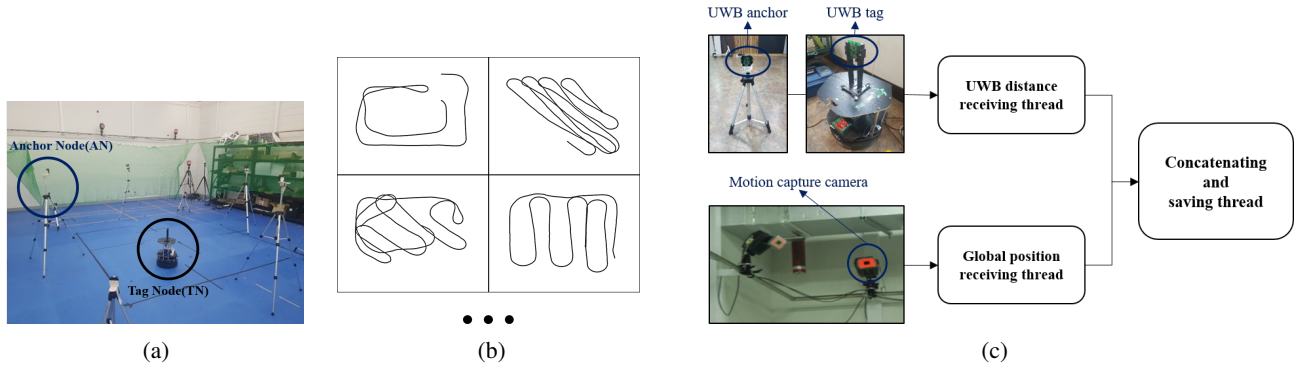 Anchor Node(AN)
Tag Node(TN)
(a)
• • •
(b)
UWB anchor
UWB tag
UWB distance
receiving thread
Motion capture camera
Global position
receiving thread
Concatenating
and
saving thread
(c)